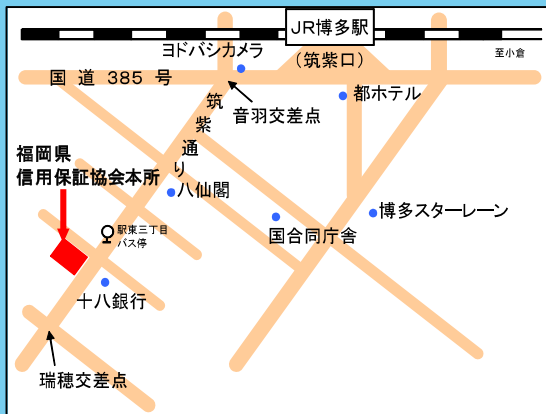 JR博多駅
(筑紫口)
至小倉
ヨドバシカメラ
国道385号
都ホテル
音羽交差点
筑紫通り
福岡県
信用保証協会本所
八仙閣
博多スターレーン
駅東三丁目
バス停
国合同庁舎
十八銀行
瑞穂交差点